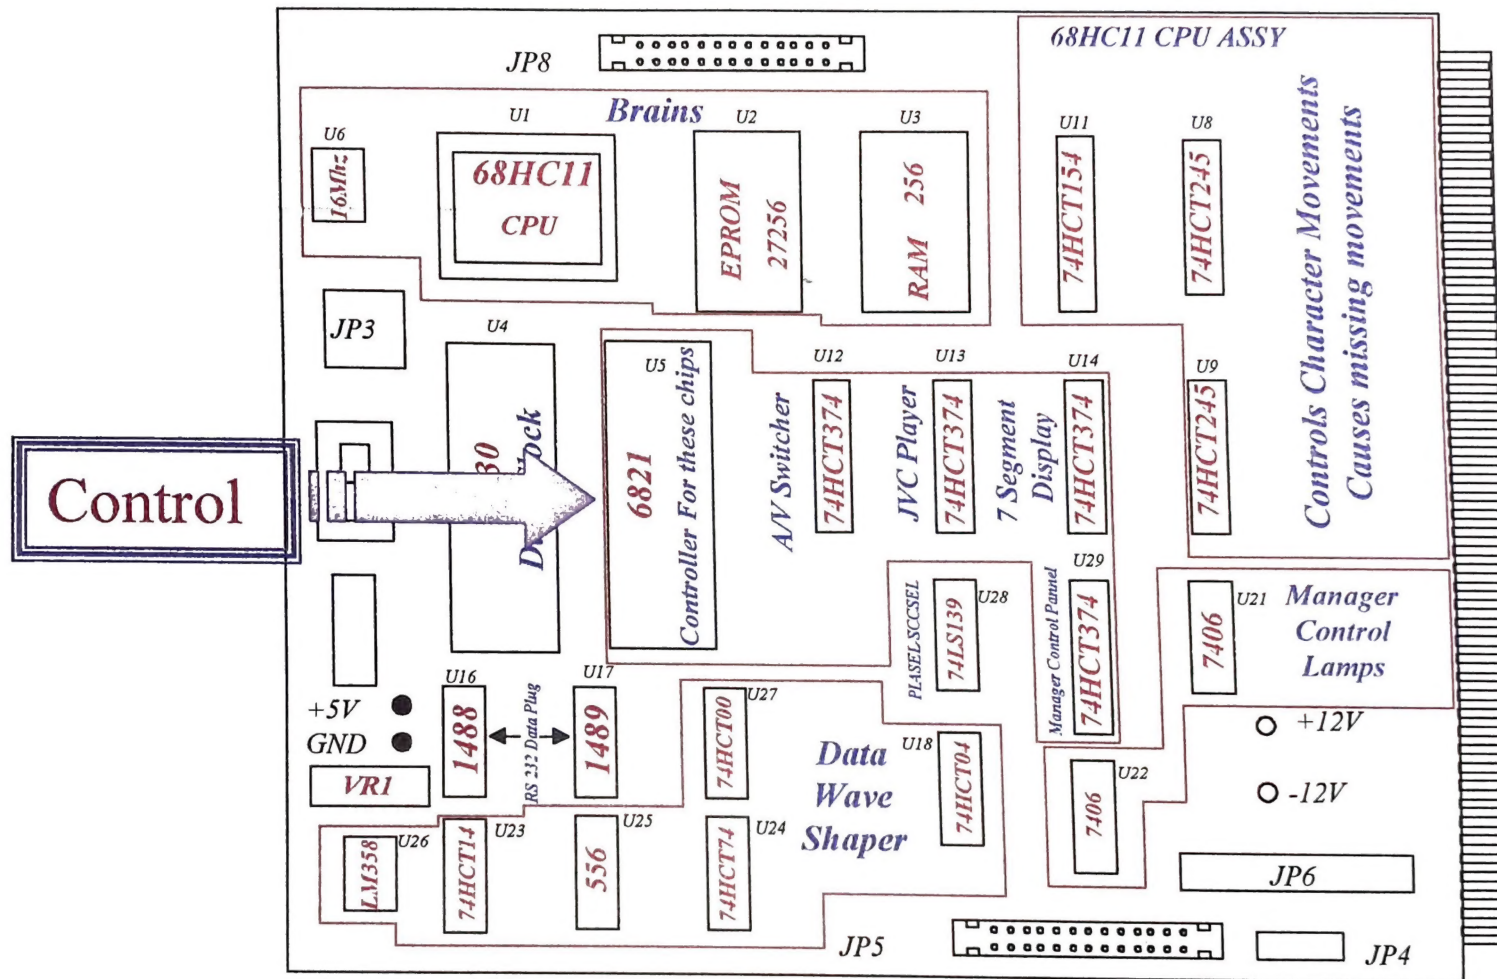 68HC11 CPU ASSY
JP8
Brains
U6
16Mhz
U1
68HC11
CPU
U2
EPROM
27256
U3
RAM 256
U11
74HCT154
U8
74HCT245
Controls Character Movements
Causes missing movements
JP3
U4
30
ock
U5
6821
Controller For these chips
U12
A/V Switcher
74HCT374
U13
JVC Player
74HCT374
U14
7 Segment
Display
74HCT374
U9
74HCT245
Control
U28
PLASELSCCSEL
74LS139
U29
Manager Control Pannel
74HCT374
U21
7406
Manager
Control
Lamps
+5V
GND
VR1
U16
1488
RS 232 Data Plug
U17
1489
U27
74HCT00
Data
Wave
Shaper
U18
74HCT04
U22
7406
+12V
-12V
U26
LM358
U23
74HCT14
U25
556
U24
74HCT74
JP6
JP5
JP4